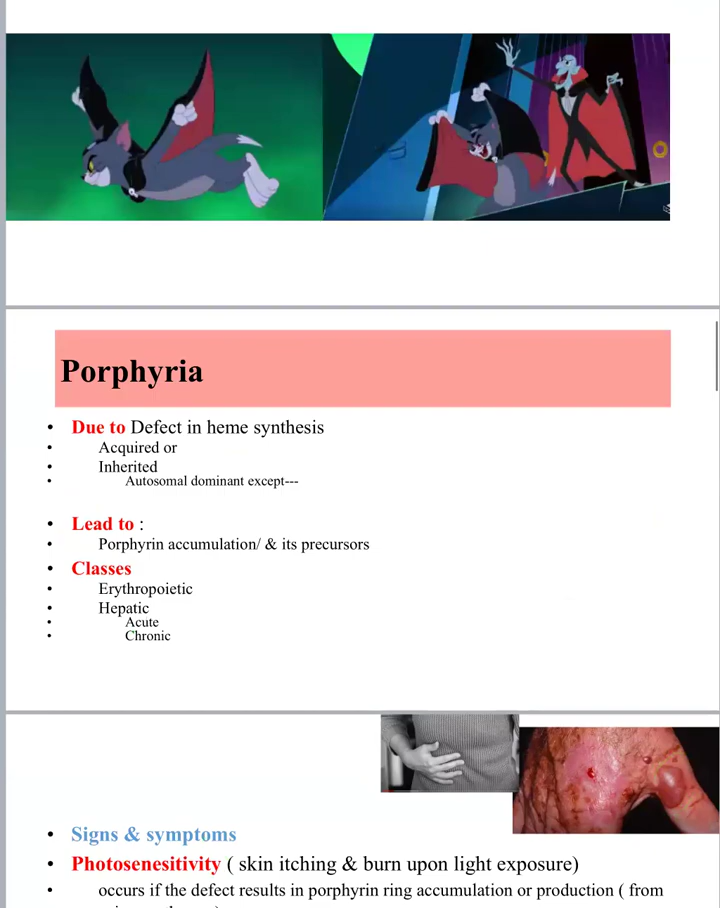 Porphyria
• Due to Defect in heme synthesis
• Acquired or
• Inherited
• Autosomal dominant except---
• Lead to :
• Porphyrin accumulation/ & its precursors
• Classes
• Erythropoietic
• Hepatic
• Acute
• Chronic
• Signs & symptoms
• Photosenesitivity ( skin itching & burn upon light exposure)
• occurs if the defect results in porphyrin ring accumulation or production ( from